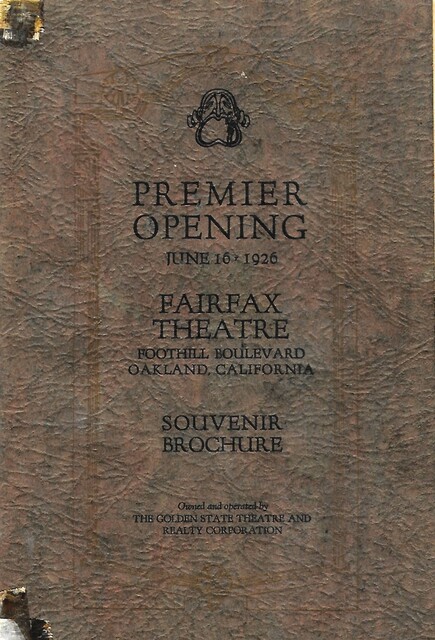 PREMIER
OPENING
JUNE 16 · 1926
FAIRFAX
THEATRE
FOOTHILL BOULEVARD
OAKLAND, CALIFORNIA
SOUVENIR
BROCHURE
Owned and operated by
THE GOLDEN STATE THEATRE AND
REALTY CORPORATION